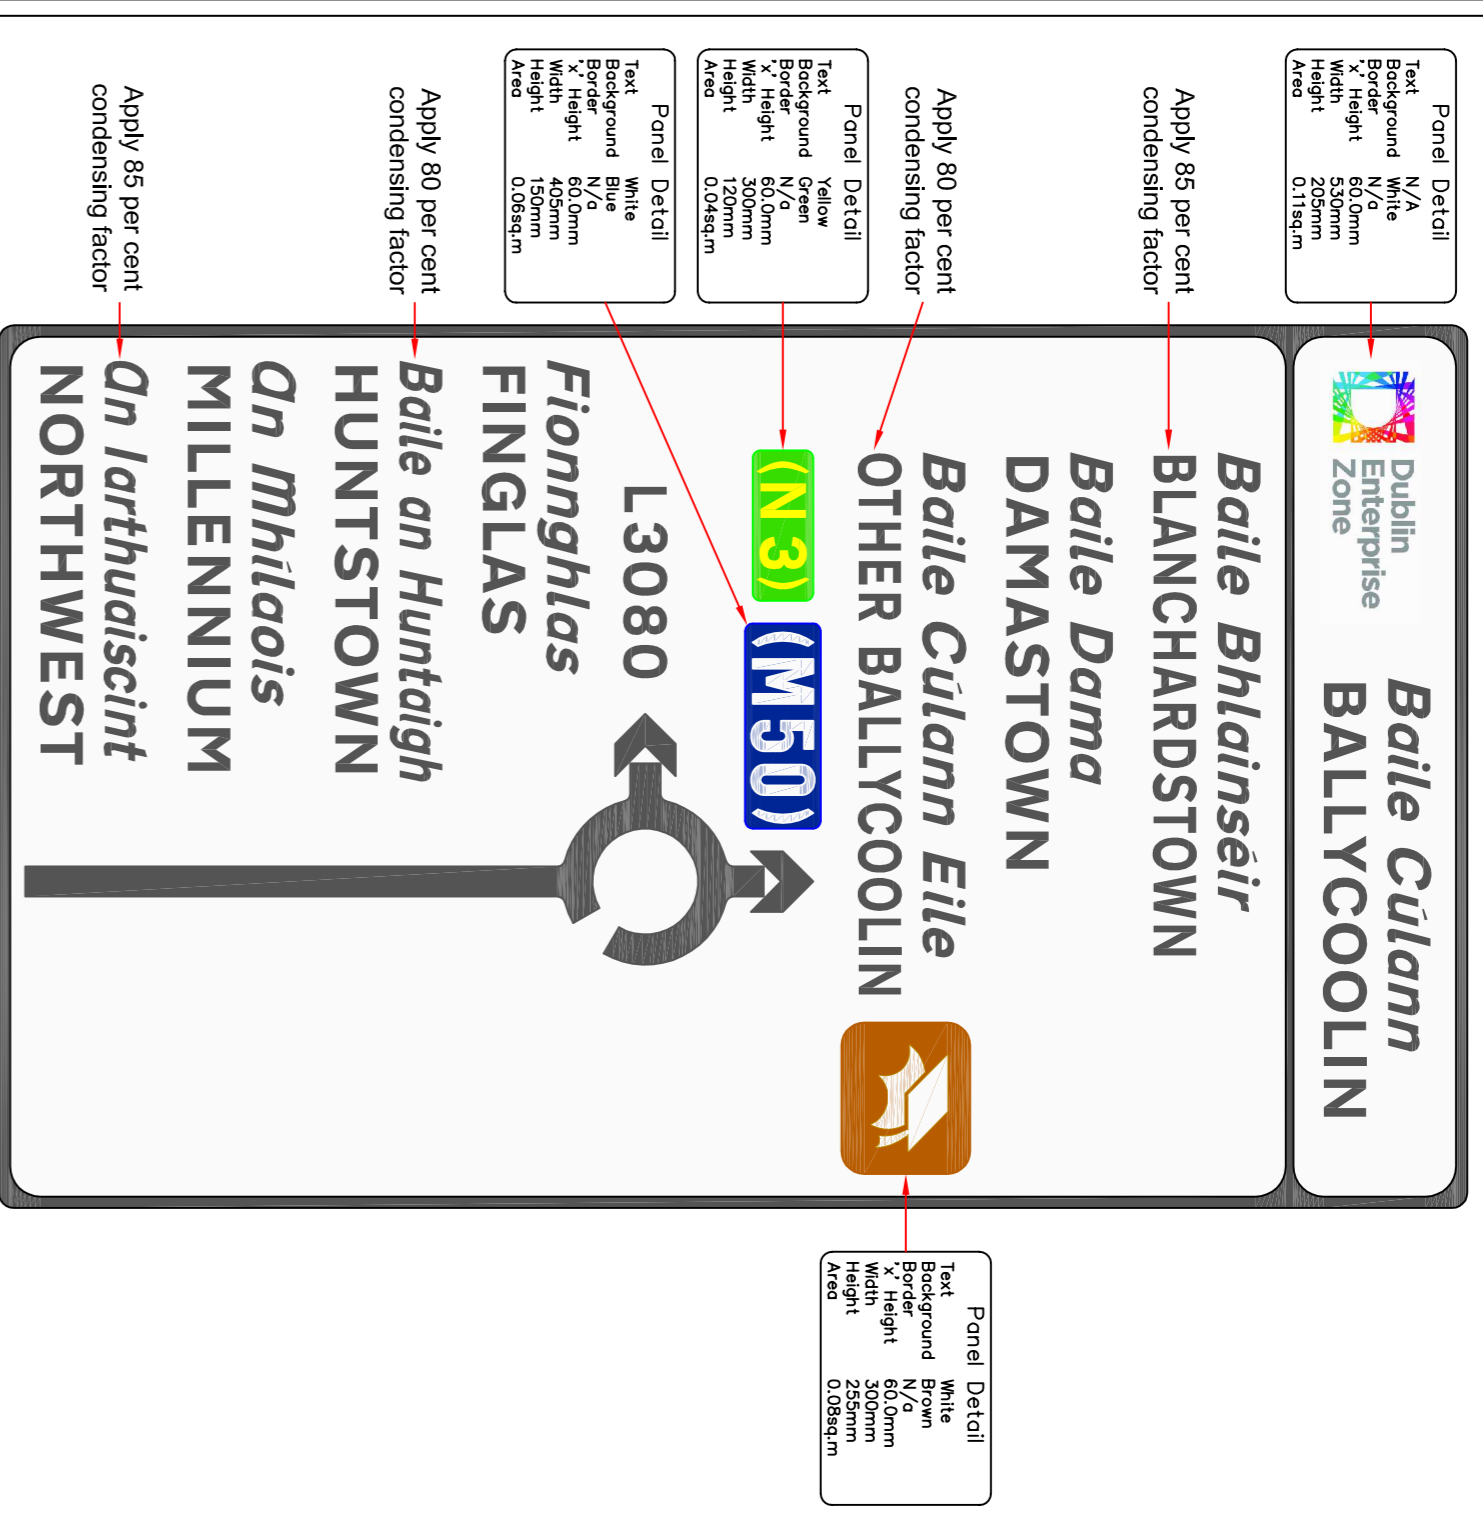 Panel Detail
Text N/A
Background White
Border N/a
'x' Height 60.0mm
Width 530mm
Height 205mm
Area 0.11sq.m
Dublin
Enterprise
Zone
Baile Cúlann
BALLYCOOLIN
Apply 85 per cent
condensing factor
Baile Bhlainséir
BLANCHARDSTOWN
Baile Dama
DAMASTOWN
Apply 80 per cent
condensing factor
Baile Cúlann Eile
OTHER BALLYCOOLIN
Panel Detail
Text White
Background Brown
Border N/a
'x' Height 60.0mm
Width 300mm
Height 255mm
Area 0.08sq.m
Panel Detail
Text Yellow
Background Green
Border N/a
'x' Height 60.0mm
Width 300mm
Height 120mm
Area 0.04sq.m
(N3) (M50)
Panel Detail
Text White
Background Blue
Border N/a
'x' Height 60.0mm
Width 405mm
Height 150mm
Area 0.06sq.m
L3080
Fionnghlas
FINGLAS
Apply 80 per cent
condensing factor
Baile an Huntaigh
HUNTSTOWN
An Mhílaois
MILLENNIUM
Apply 85 per cent
condensing factor
An Iarthuaiscint
NORTHWEST